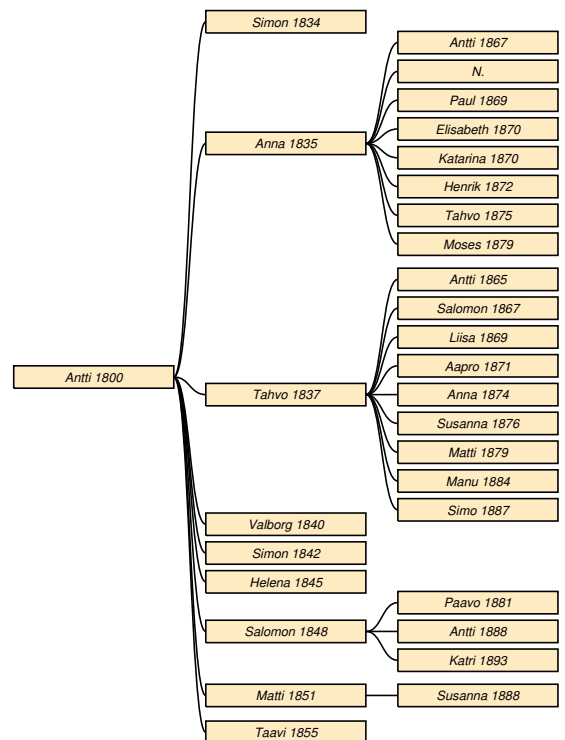 Antti 1800
Simon 1834
Anna 1835
Antti 1867
N.
Paul 1869
Elisabeth 1870
Katarina 1870
Henrik 1872
Tahvo 1875
Moses 1879
Tahvo 1837
Antti 1865
Salomon 1867
Liisa 1869
Aapro 1871
Anna 1874
Susanna 1876
Matti 1879
Manu 1884
Simo 1887
Valborg 1840
Simon 1842
Helena 1845
Salomon 1848
Paavo 1881
Antti 1888
Katri 1893
Matti 1851
Susanna 1888
Taavi 1855